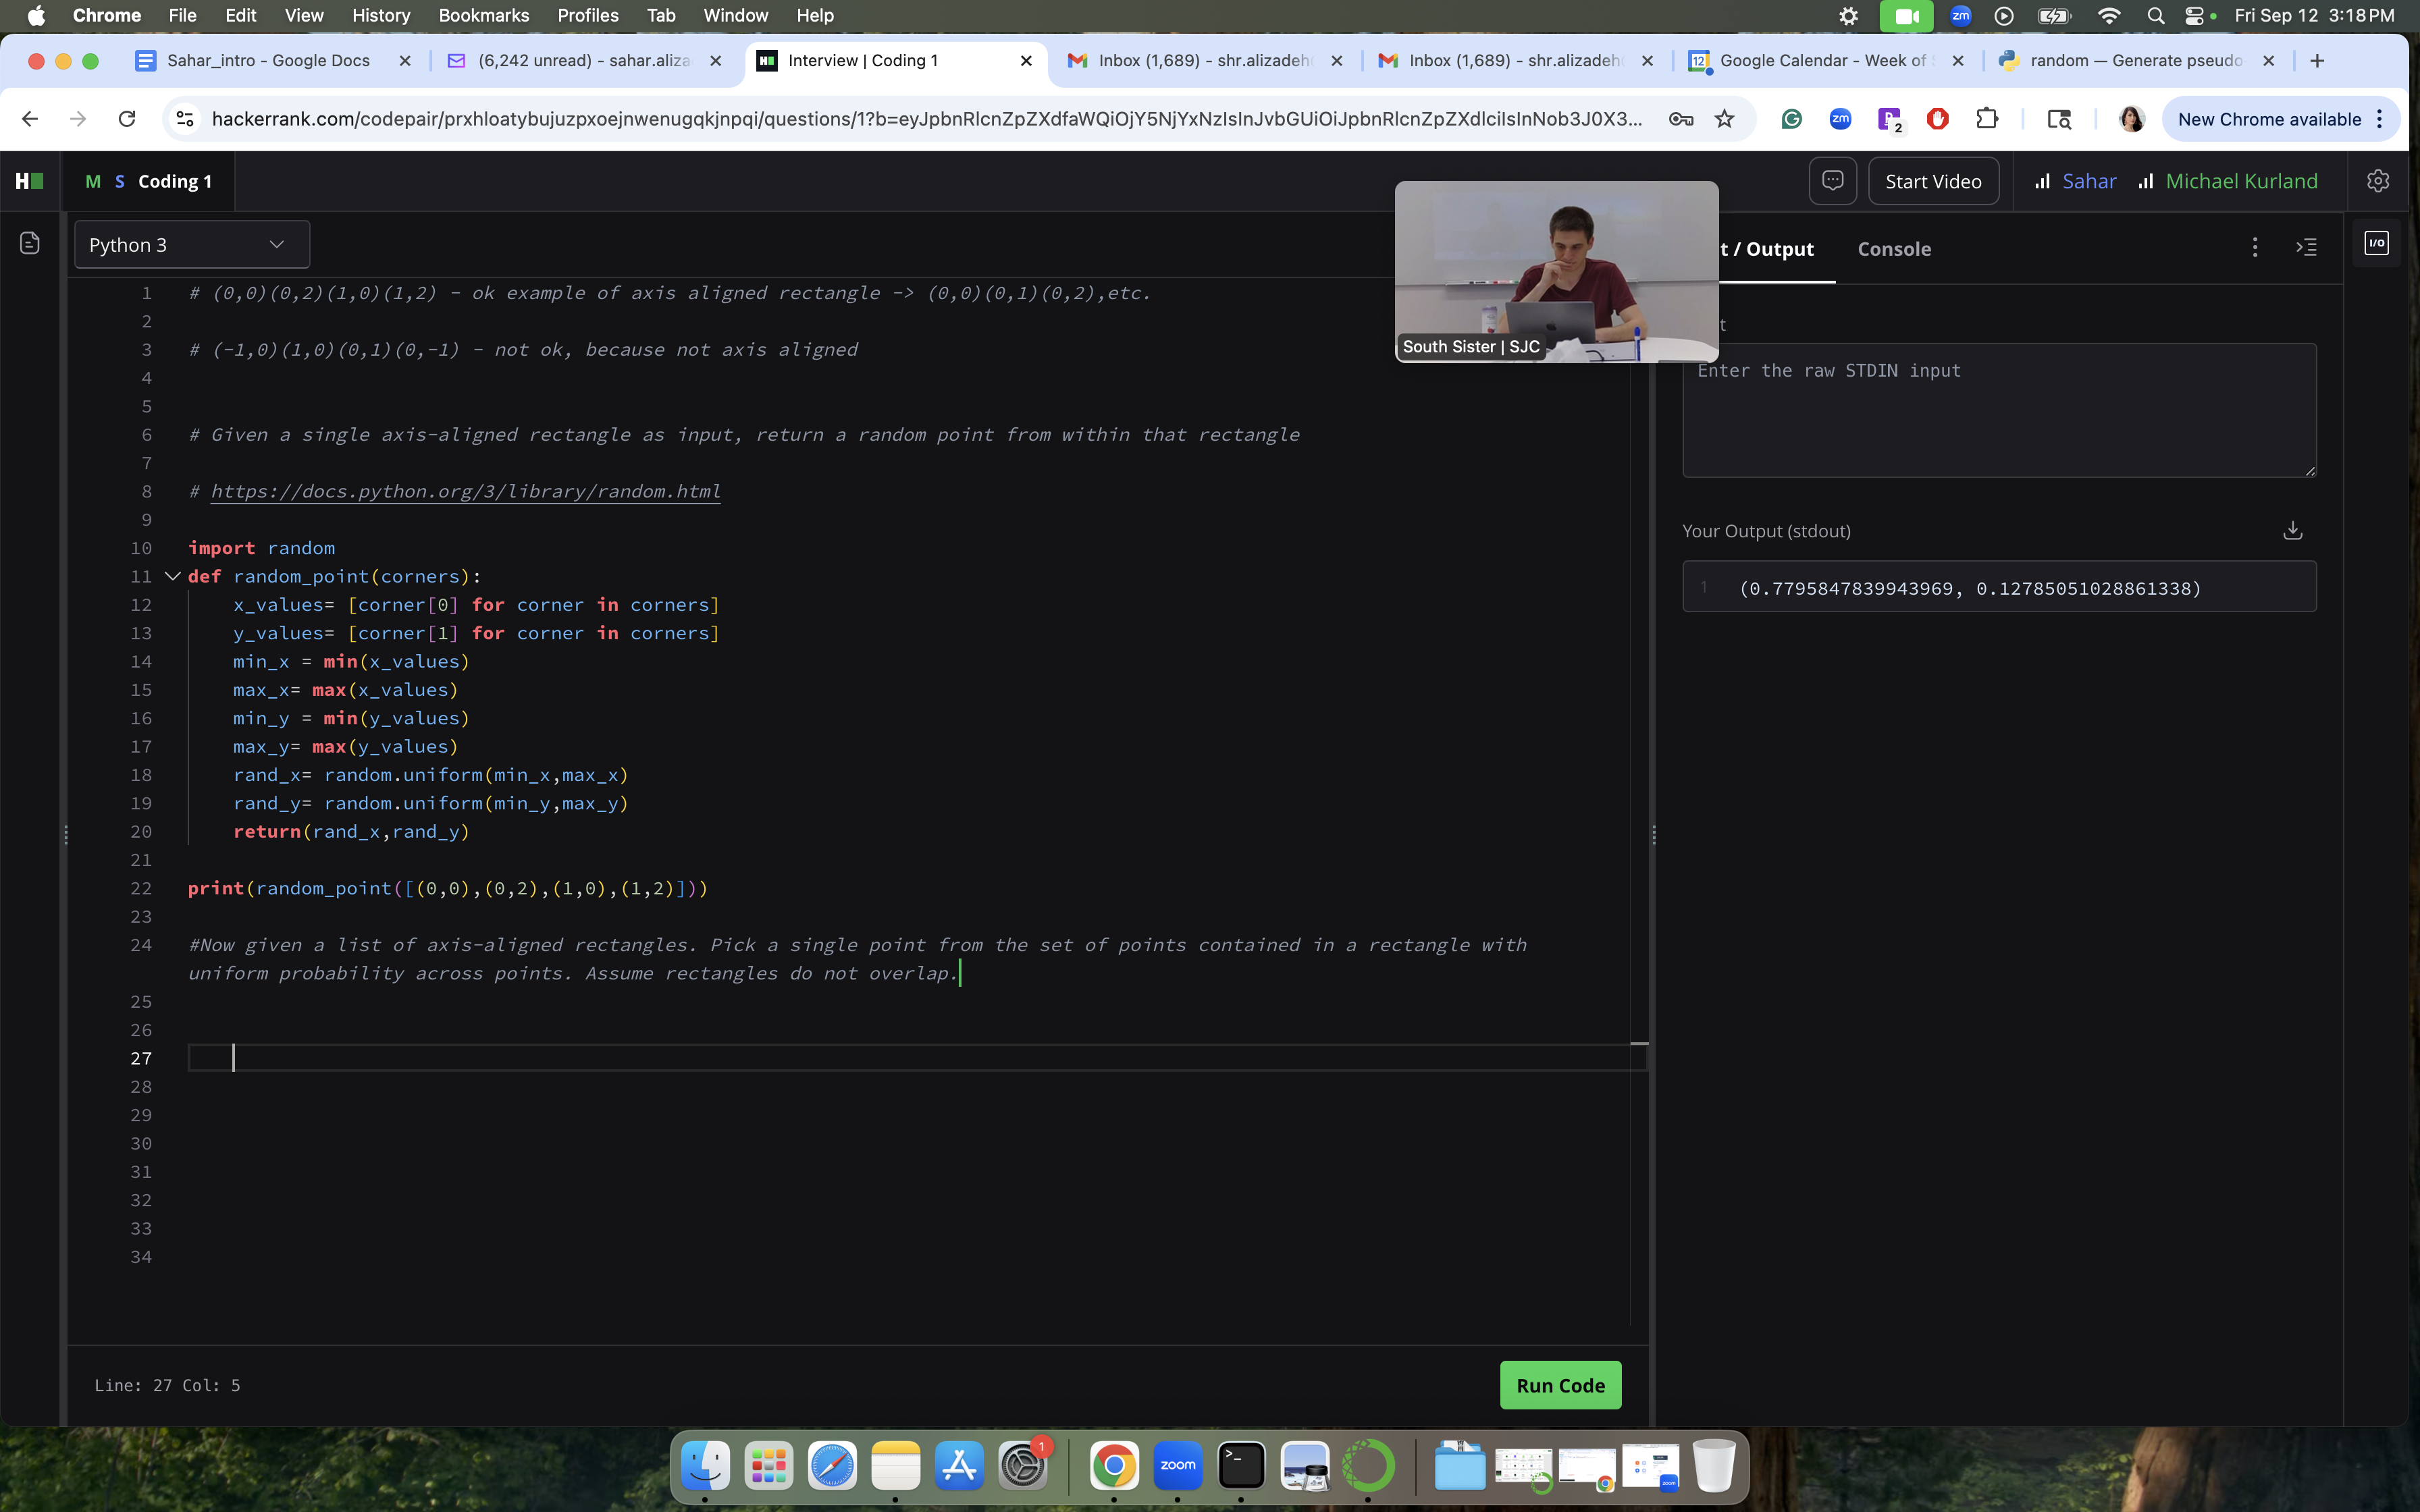 Chrome File Edit View History Bookmarks Profiles Tab Window Help
zm
Fri Sep 12 3:18 PM
Sahar_intro - Google Docs
(6,242 unread) - sahar.aliza
Interview | Coding 1
Inbox (1,689) - shr.alizadeh
Inbox (1,689) - shr.alizadeh
12
Google Calendar - Week of
random — Generate pseudo
zm
2
New Chrome available
H
M S Coding 1
Start Video
Sahar
Michael Kurland
Python 3
South Sister | SJC
t / Output
Console
I/O
1 # (0,0)(0,2)(1,0)(1,2) - ok example of axis aligned rectangle -> (0,0)(0,1)(0,2),etc.
2
3 # (-1,0)(1,0)(0,1)(0,-1) - not ok, because not axis aligned
4
5
6 # Given a single axis-aligned rectangle as input, return a random point from within that rectangle
7
8 # https://docs.python.org/3/library/random.html
9
10 import random
11 def random_point(corners):
12 x_values= [corner[0] for corner in corners]
13 y_values= [corner[1] for corner in corners]
14 min_x = min(x_values)
15 max_x= max(x_values)
16 min_y = min(y_values)
17 max_y= max(y_values)
18 rand_x= random.uniform(min_x,max_x)
19 rand_y= random.uniform(min_y,max_y)
20 return(rand_x,rand_y)
21
22 print(random_point([(0,0),(0,2),(1,0),(1,2)]))
23
24 #Now given a list of axis-aligned rectangles. Pick a single point from the set of points contained in a rectangle with
uniform probability across points. Assume rectangles do not overlap.
25
26
27
28
29
30
31
32
33
34
t
Enter the raw STDIN input
Your Output (stdout)
1 (0.7795847839943969, 0.12785051028861338)
Line: 27 Col: 5
Run Code
1
zoom